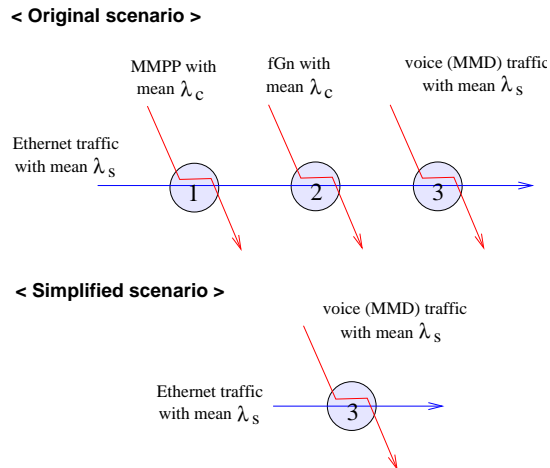 < Original scenario >
MMPP with
mean λc
fGn with
mean λc
voice (MMD) traffic
with mean λs
Ethernet traffic
with mean λs
1
2
3
< Simplified scenario >
voice (MMD) traffic
with mean λs
Ethernet traffic
with mean λs
3